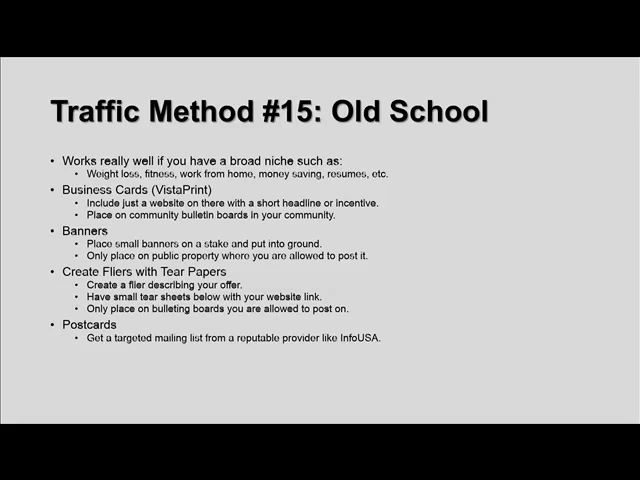 Traffic Method #15: Old School
• Works really well if you have a broad niche such as:
• Weight loss, fitness, work from home, money saving, resumes, etc.
• Business Cards (VistaPrint)
• Include just a website on there with a short headline or incentive.
• Place on community bulletin boards in your community.
• Banners
• Place small banners on a stake and put into ground.
• Only place on public property where you are allowed to post it.
• Create Fliers with Tear Papers
• Create a flier describing your offer.
• Have small tear sheets below with your website link.
• Only place on bulleting boards you are allowed to post on.
• Postcards
• Get a targeted mailing list from a reputable provider like InfoUSA.